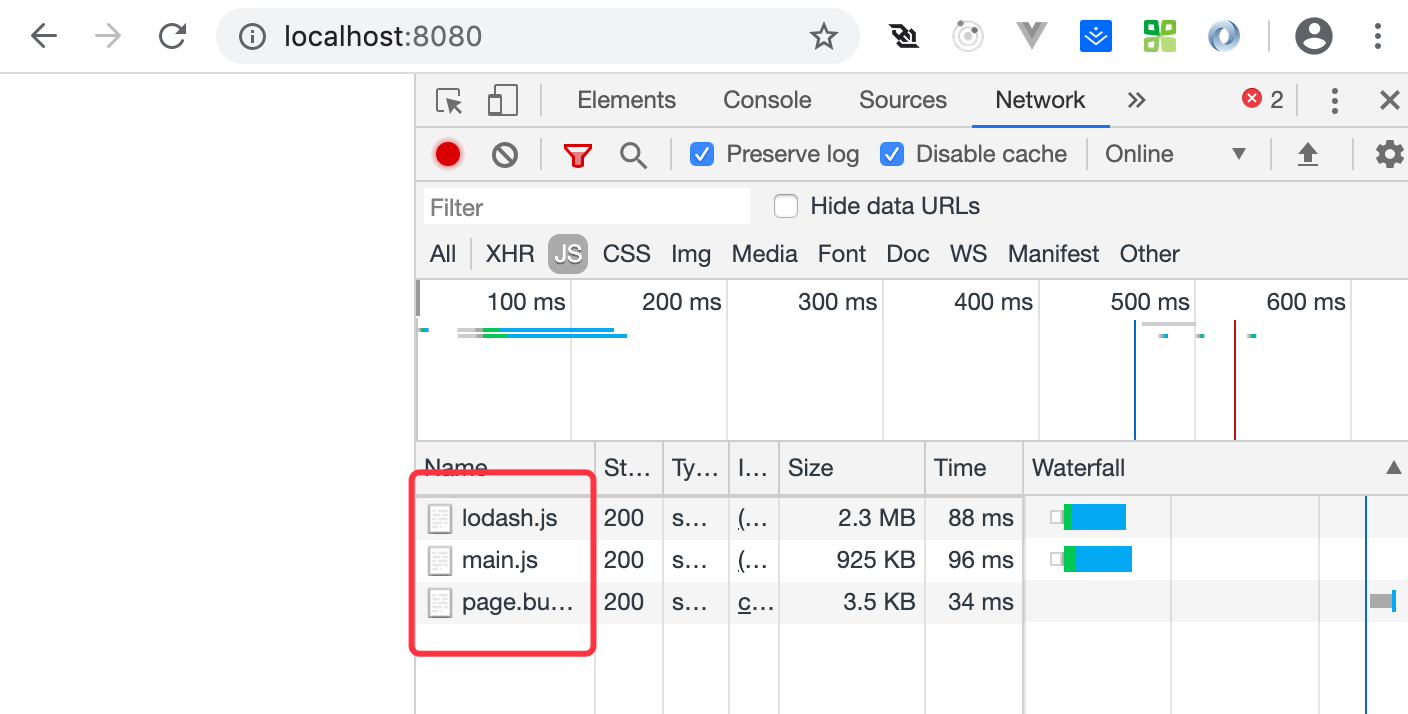 localhost:8080
Elements Console Sources Network » 2
Preserve log Disable cache Online
Filter Hide data URLs
All XHR JS CSS Img Media Font Doc WS Manifest Other
100 ms 200 ms 300 ms 400 ms 500 ms 600 ms
Name St... Ty... I... Size Time Waterfall
lodash.js 200 s... (... 2.3 MB 88 ms
main.js 200 s... (... 925 KB 96 ms
page.bu... 200 s... c... 3.5 KB 34 ms